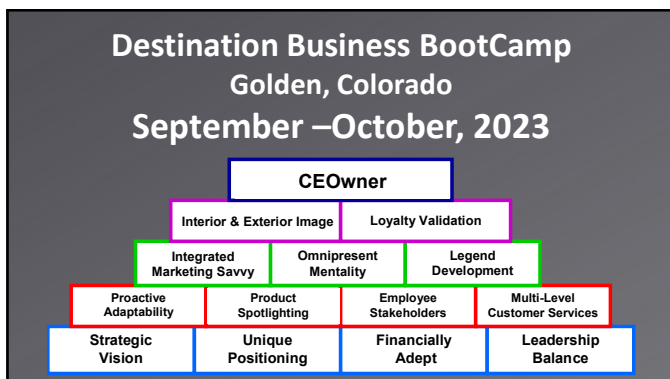 Destination Business BootCamp
Golden, Colorado
September –October, 2023
CEOwner
Interior & Exterior Image
Loyalty Validation
Integrated
Marketing Savvy
Omnipresent
Mentality
Legend
Development
Proactive
Adaptability
Product
Spotlighting
Employee
Stakeholders
Multi-Level
Customer Services
Strategic
Vision
Unique
Positioning
Financially
Adept
Leadership
Balance